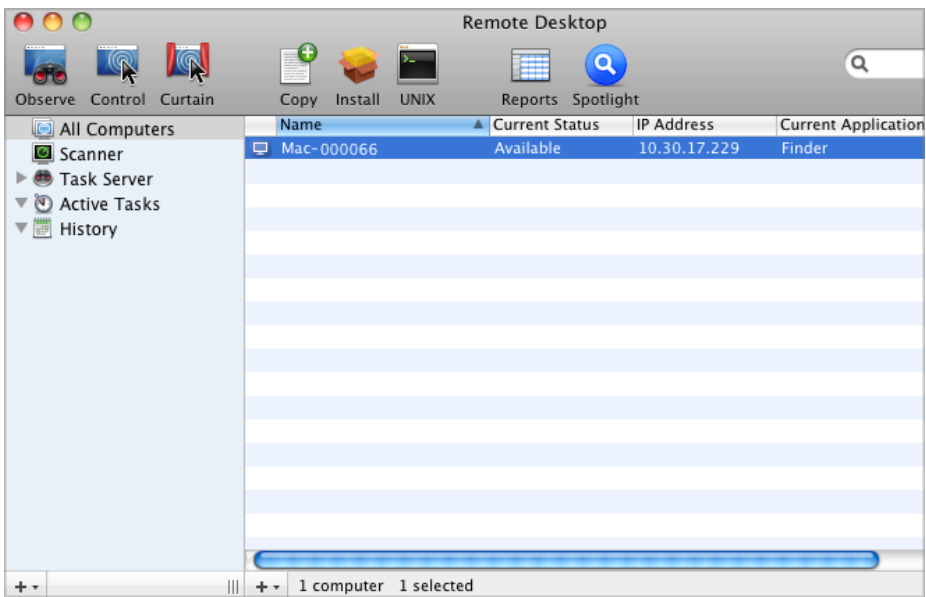 Remote Desktop
Observe Control Curtain Copy Install UNIX Reports Spotlight
All Computers
Scanner
Task Server
Active Tasks
History
Name Current Status IP Address Current Application
Mac-000066 Available 10.30.17.229 Finder
1 computer 1 selected